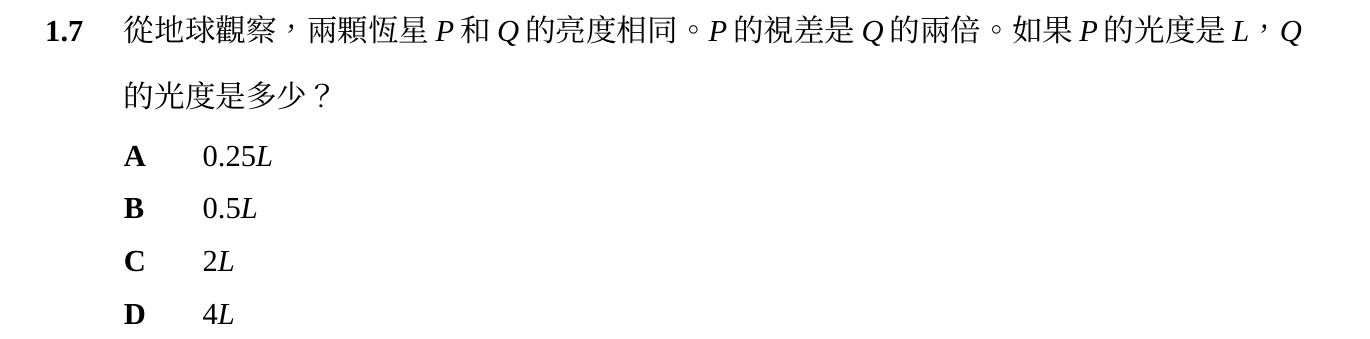 1.7 從地球觀察，兩顆恆星 P 和 Q 的亮度相同。P 的視差是 Q 的兩倍。如果 P 的光度是 L，Q
的光度是多少？
A 0.25L
B 0.5L
C 2L
D 4L